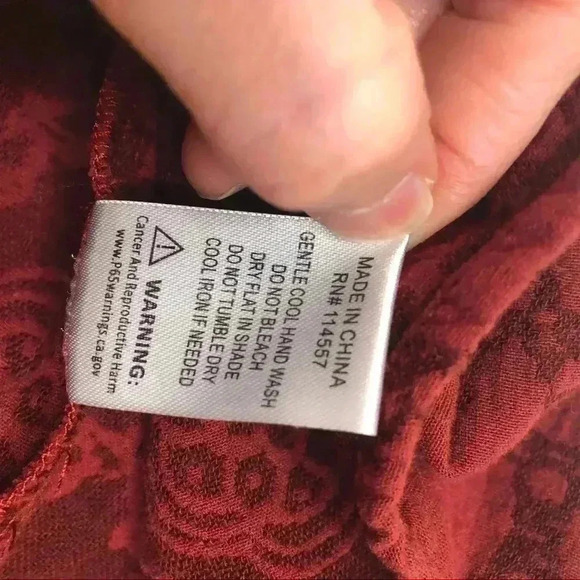 MADE IN CHINA
RN# 114557
GENTLE COOL HAND WASH
DO NOT BLEACH
DRY FLAT IN SHADE
DO NOT TUMBLE DRY
COOL IRON IF NEEDED
WARNING:
Cancer And Reproductive Harm
www.P65warnings.ca.gov